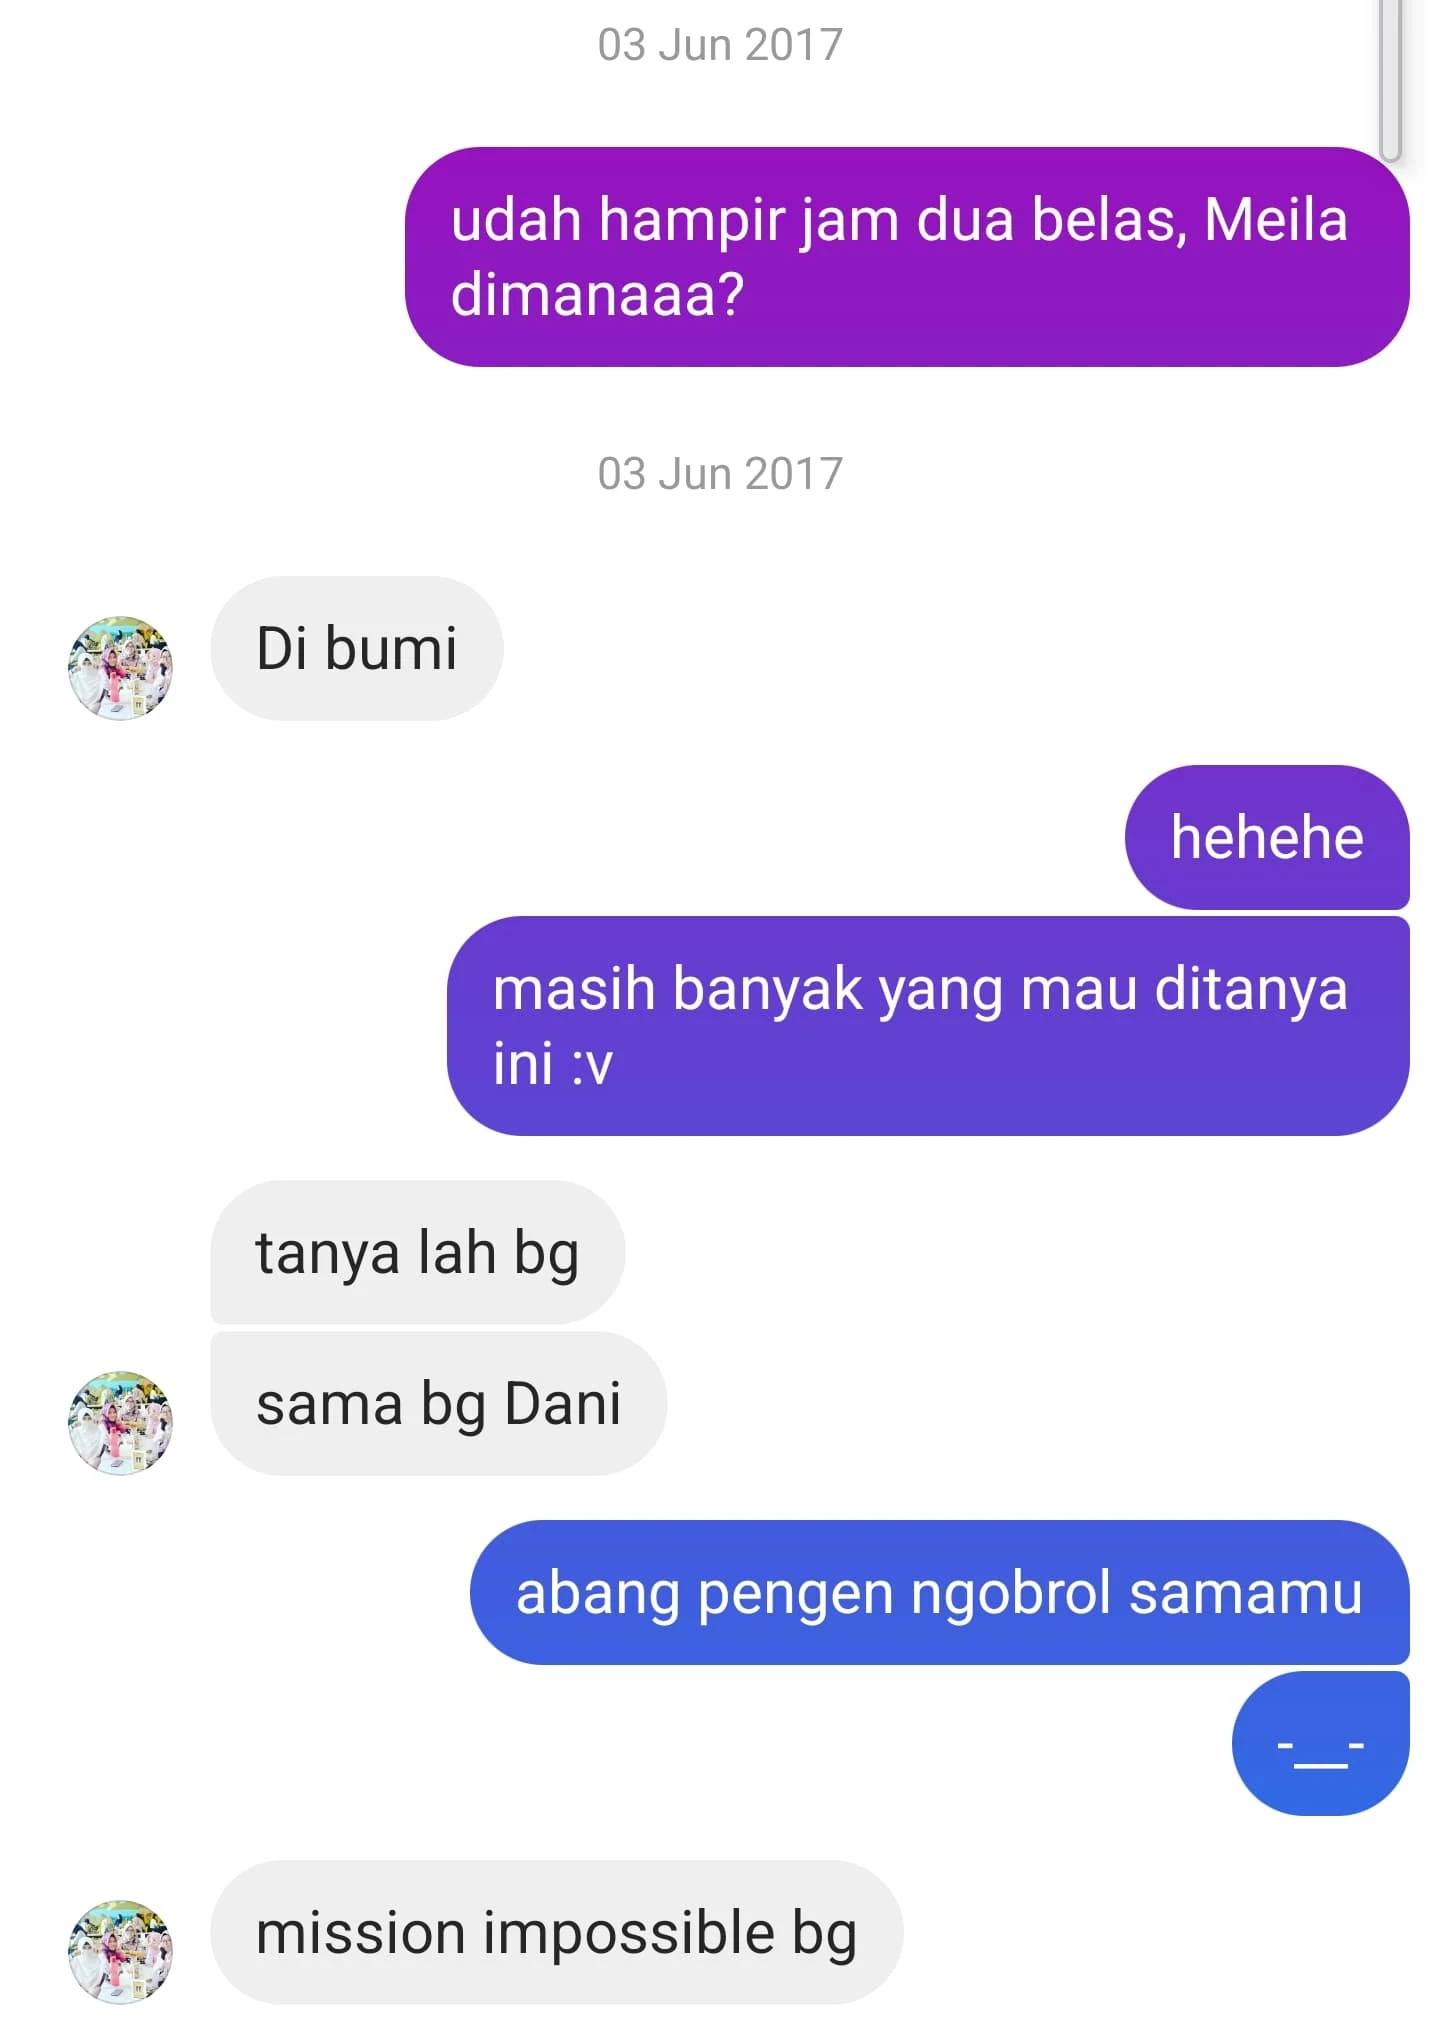 03 Jun 2017
udah hampir jam dua belas, Meila
dimanaaa?
03 Jun 2017
Di bumi
hehehe
masih banyak yang mau ditanya
ini :v
tanya lah bg
sama bg Dani
abang pengen ngobrol samamu
-__-
mission impossible bg